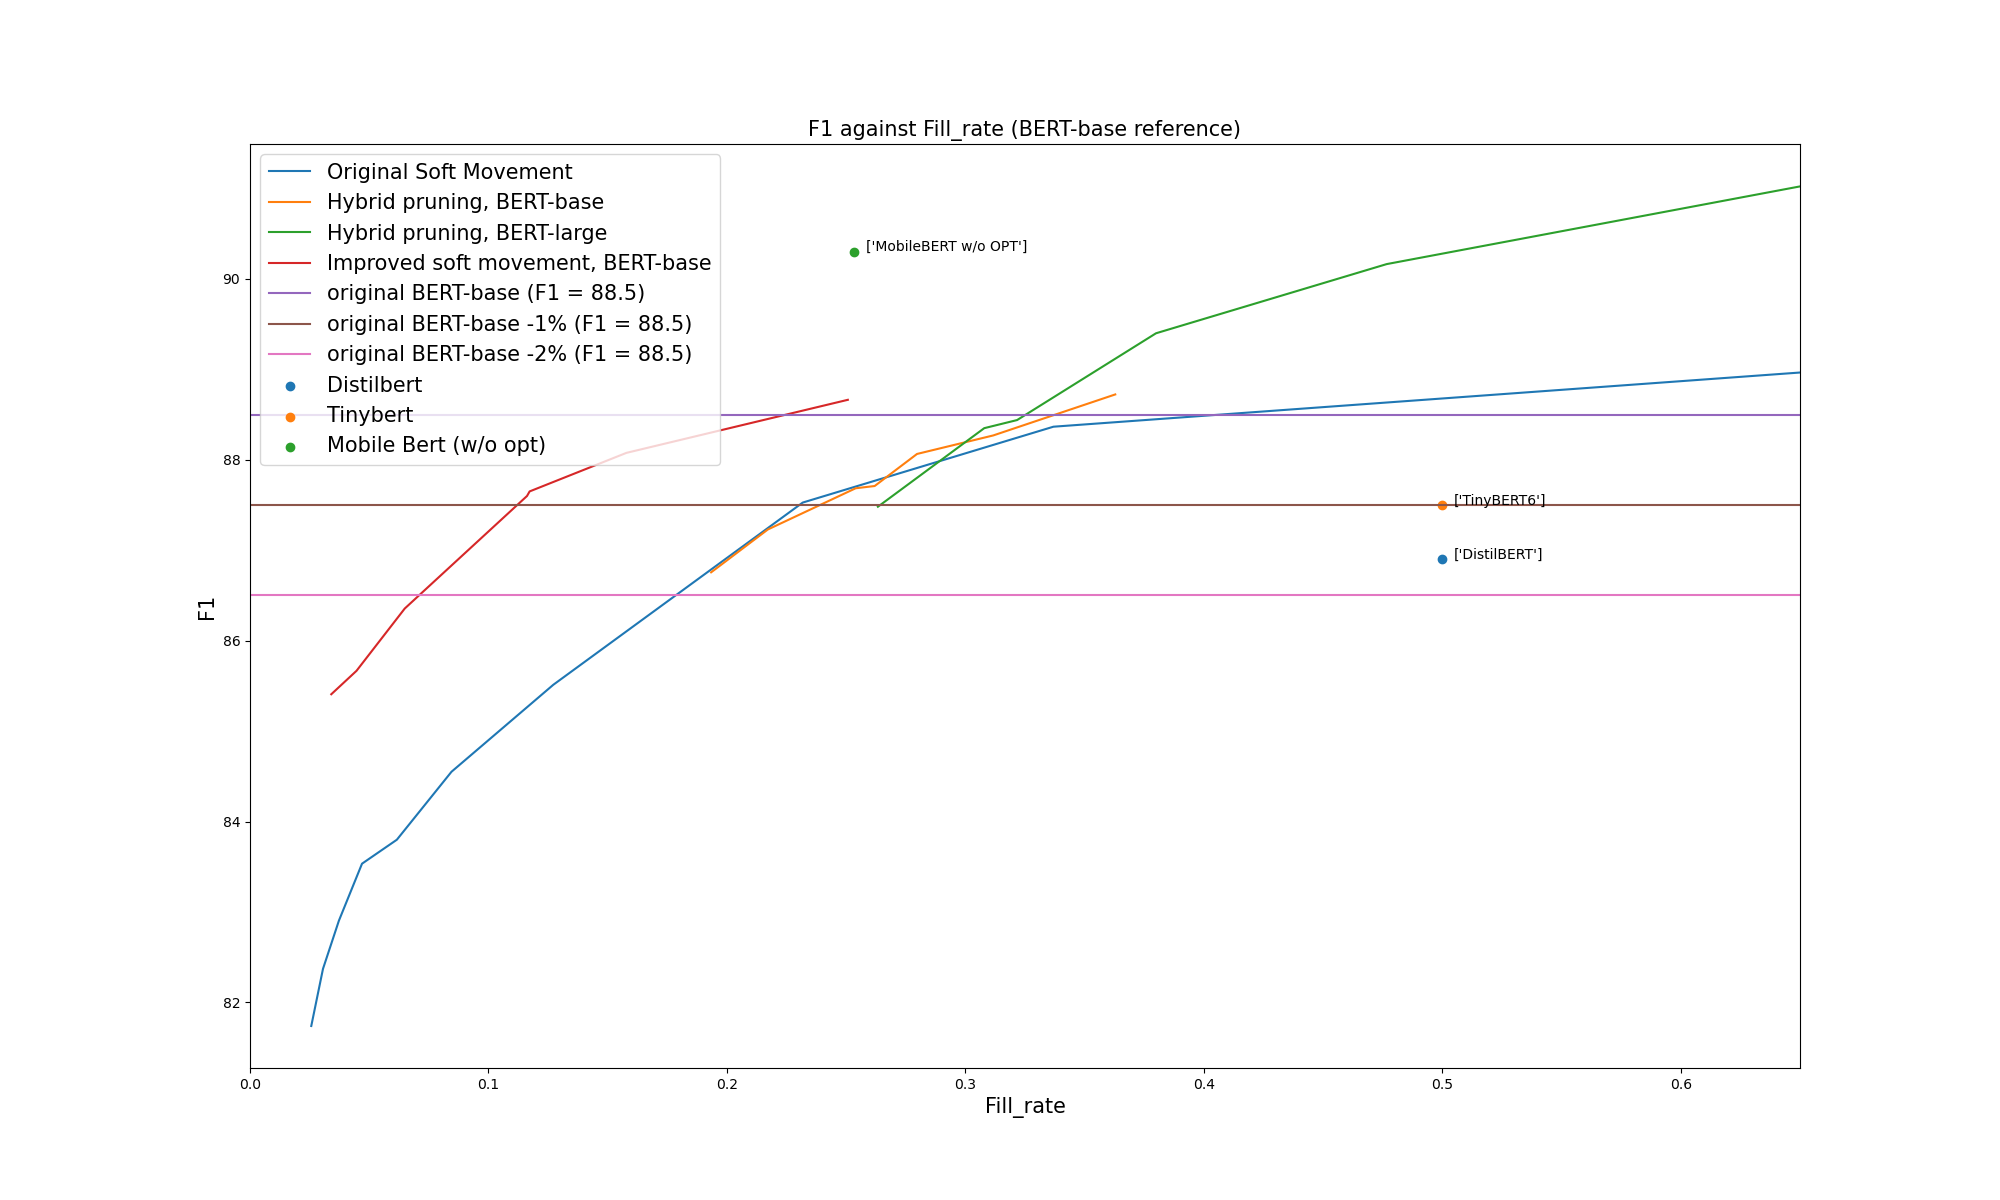 F1 against Fill_rate (BERT-base reference)
Original Soft Movement
Hybrid pruning, BERT-base
Hybrid pruning, BERT-large
Improved soft movement, BERT-base
original BERT-base (F1 = 88.5)
original BERT-base -1% (F1 = 88.5)
original BERT-base -2% (F1 = 88.5)
Distilbert
Tinybert
Mobile Bert (w/o opt)
['MobileBERT w/o OPT']
['TinyBERT6']
['DistilBERT']
F1
90
88
86
84
82
0.0 0.1 0.2 0.3 0.4 0.5 0.6
Fill_rate